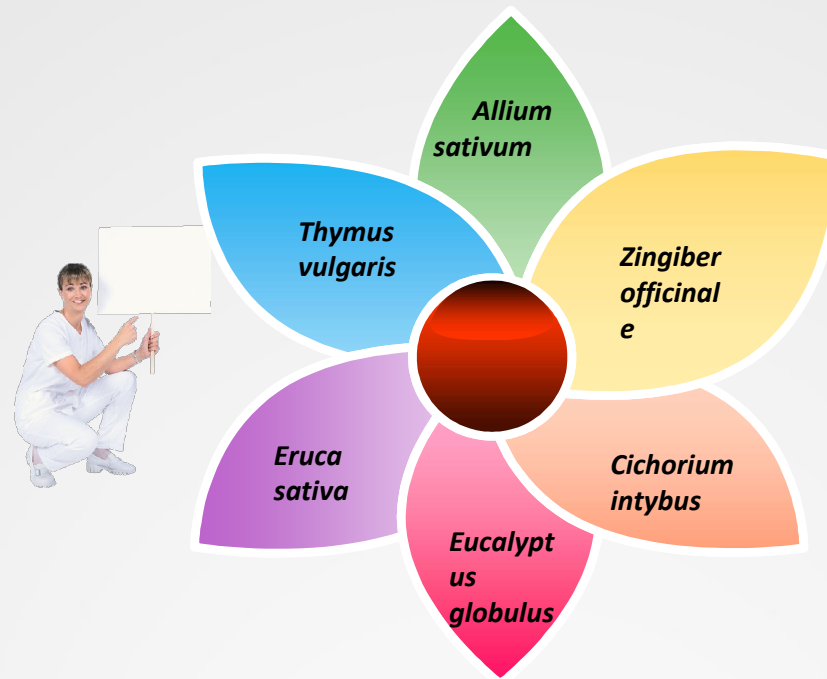 Allium
sativum
Thymus
vulgaris
Zingiber
officinal
e
Eruca
sativa
Cichorium
intybus
Eucalypt
us
globulus